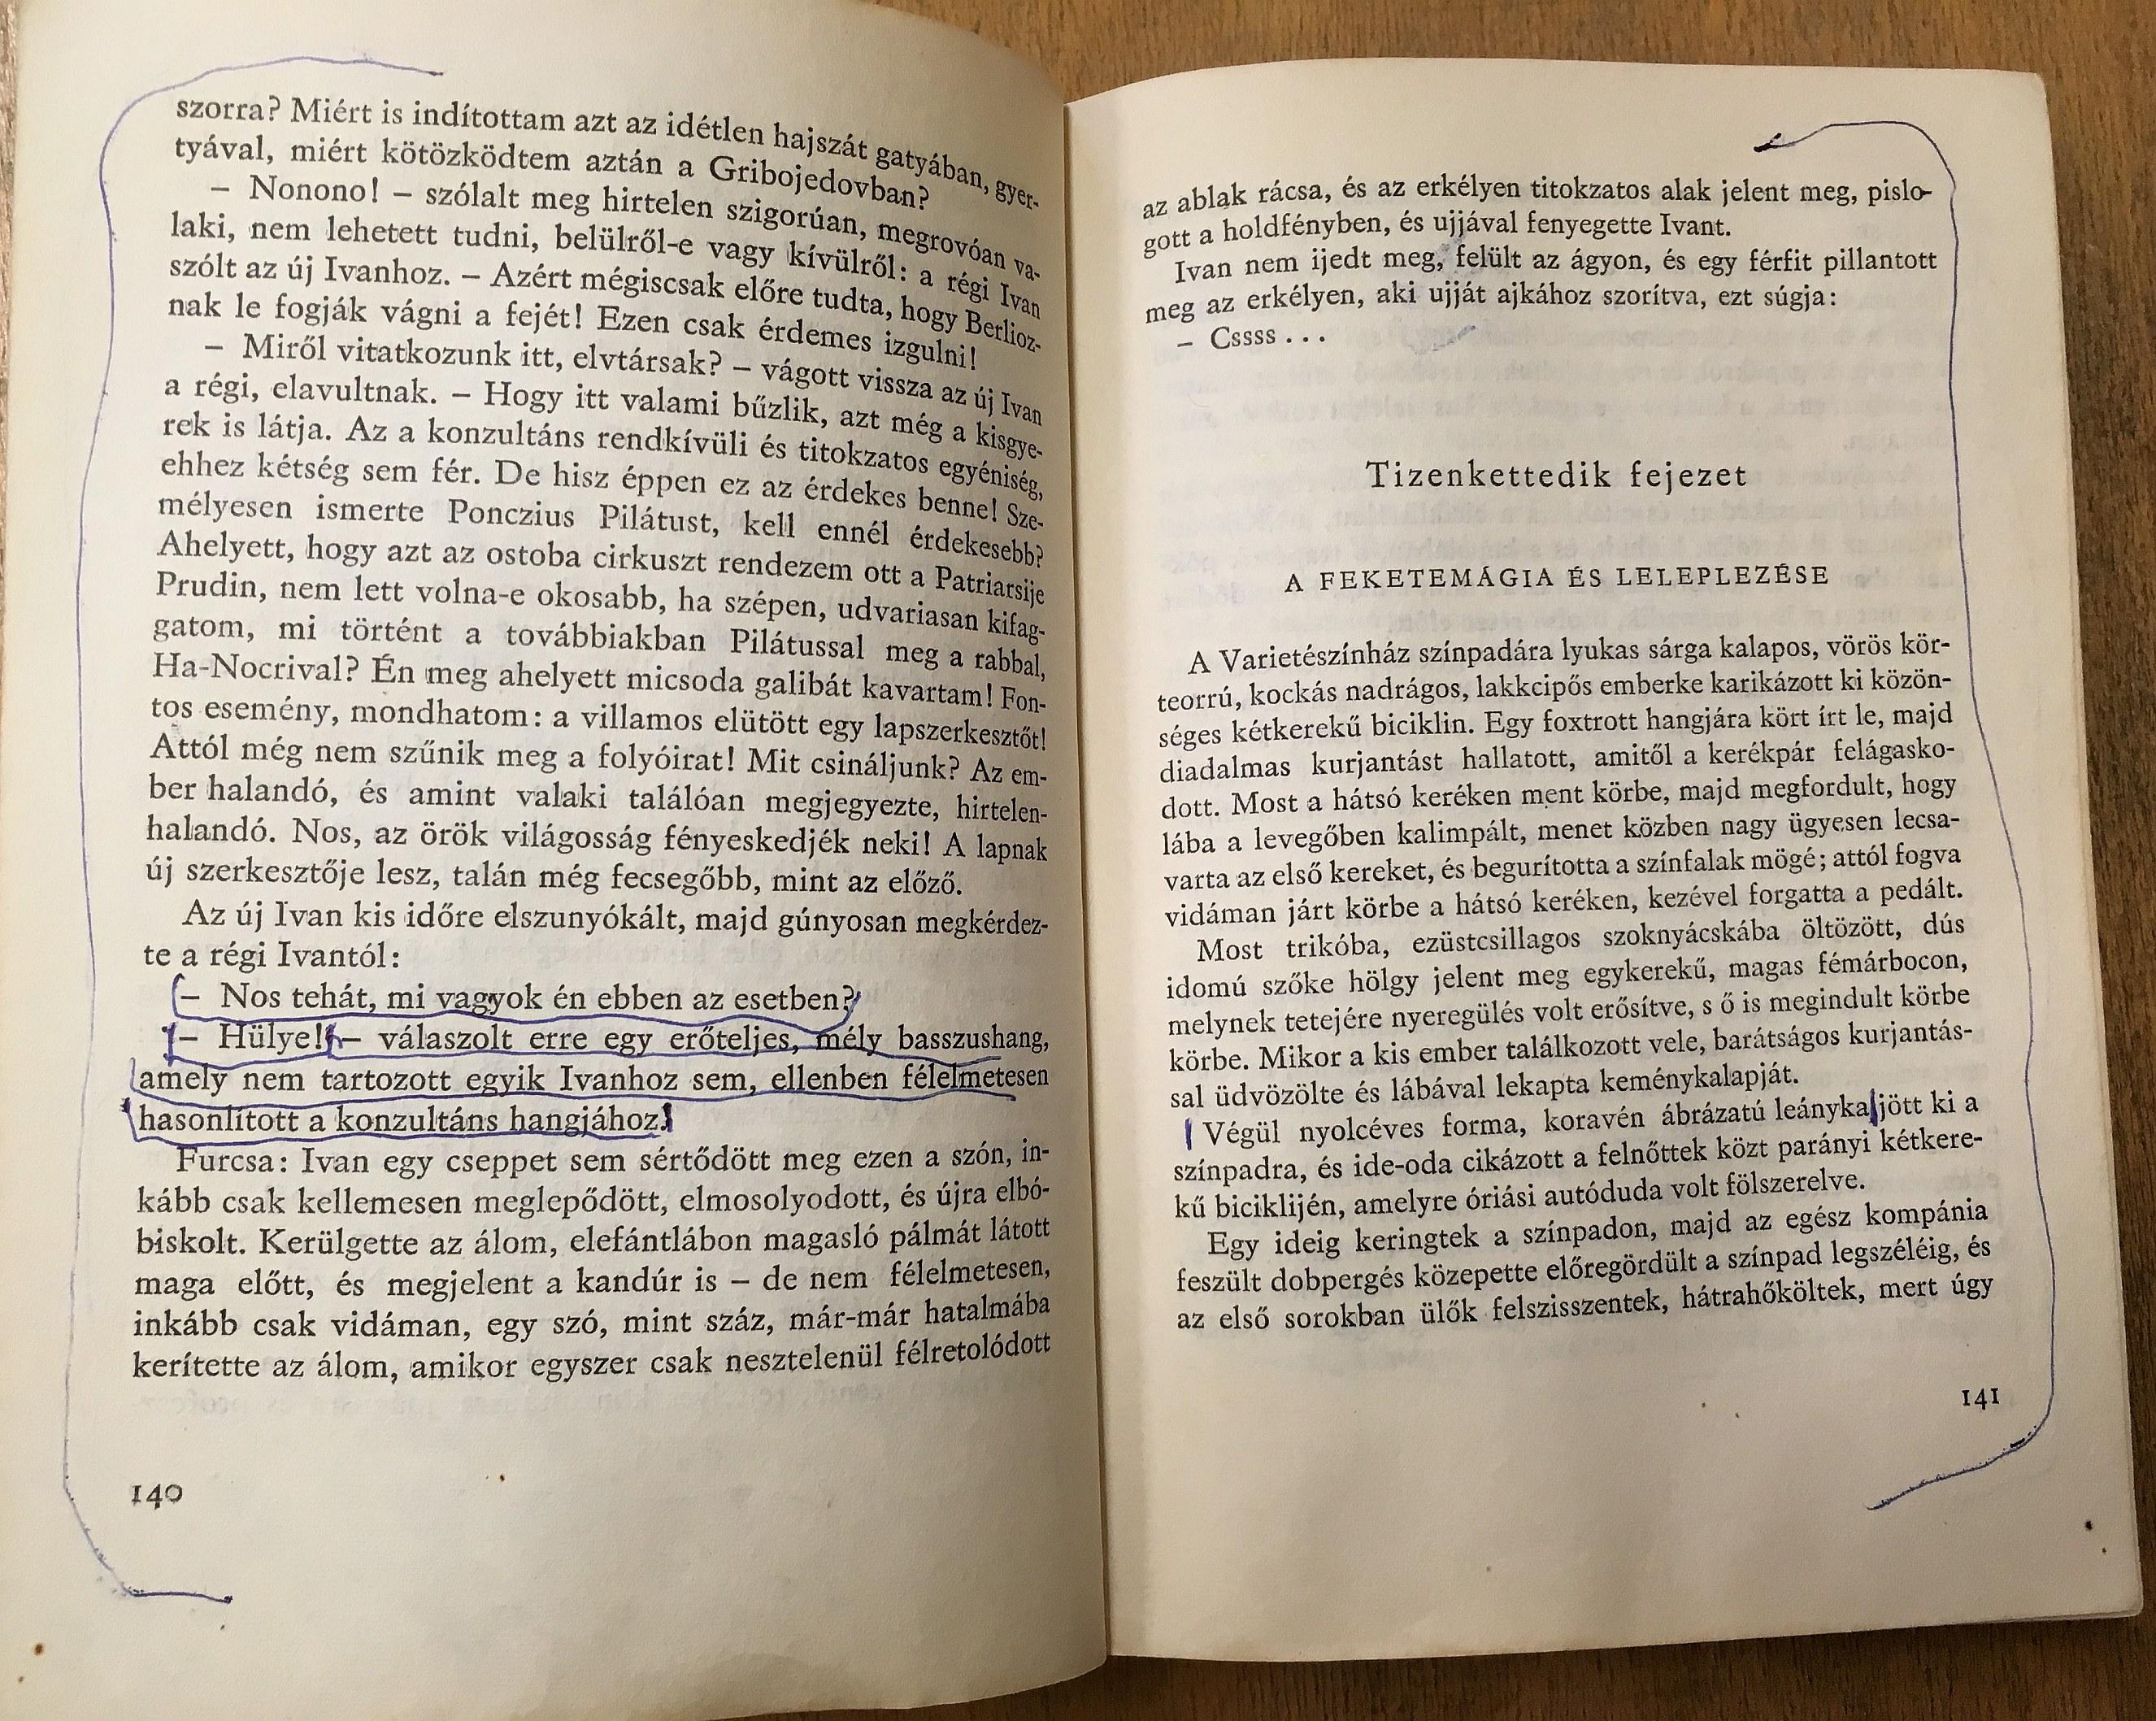 szorra? Miért is indítottam azt az idétlen hajszát gatyában, gyer-
tyával, miért kötözködtem aztán a Gribojedovban?
– Nonono! – szólalt meg hirtelen szigorúan, megrovóan va-
laki, nem lehetett tudni, belülről-e vagy kívülről: a régi Ivan
szólt az új Ivanhoz. – Azért mégiscsak előre tudta, hogy Berlioz-
nak le fogják vágni a fejét! Ezen csak érdemes izgulni!
– Miről vitatkozunk itt, elvtársak? – vágott vissza az új Ivan
a régi, elavultnak. – Hogy itt valami bűzlik, azt még a kisgye-
rek is látja. Az a konzultáns rendkívüli és titokzatos egyéniség,
ehhez kétség sem fér. De hisz éppen ez az érdekes benne! Sze-
mélyesen ismerte Ponczius Pilátust, kell ennél érdekesebb?
Ahelyett, hogy azt az ostoba cirkuszt rendezem ott a Patriarsije
Prudin, nem lett volna-e okosabb, ha szépen, udvariasan kifag-
gatom, mi történt a továbbiakban Pilátussal meg a rabbal,
Ha-Nocrival? Én meg ahelyett micsoda galibát kavartam! Fon-
tos esemény, mondhatom: a villamos elütött egy lapszerkesztőt!
Attól még nem szűnik meg a folyóirat! Mit csináljunk? Az em-
ber halandó, és amint valaki találóan megjegyezte, hirtelen-
halandó. Nos, az örök világosság fényeskedjék neki! A lapnak
új szerkesztője lesz, talán még fecsegőbb, mint az előző.
Az új Ivan kis időre elszunyókált, majd gúnyosan megkérdez-
te a régi Ivantól:
– Nos tehát, mi vagyok én ebben az esetben?
– Hülye! – válaszolt erre egy erőteljes, mély basszushang,
amely nem tartozott egyik Ivanhoz sem, ellenben félelmetesen
hasonlított a konzultáns hangjához.
Furcsa: Ivan egy cseppet sem sértődött meg ezen a szón, in-
kább csak kellemesen meglepődött, elmosolyodott, és újra elbó-
biskolt. Kerülgette az álom, elefántlábon magasló pálmát látott
maga előtt, és megjelent a kandúr is – de nem félelmetesen,
inkább csak vidáman, egy szó, mint száz, már-már hatalmába
kerítette az álom, amikor egyszer csak nesztelenül félretolódott
140
az ablak rácsa, és az erkélyen titokzatos alak jelent meg, pislo-
gott a holdfényben, és ujjával fenyegette Ivant.
Ivan nem ijedt meg, felült az ágyon, és egy férfit pillantott
meg az erkélyen, aki ujját ajkához szorítva, ezt súgja:
– Cssss . . .
Tizenkettedik fejezet
A FEKETEMÁGIA ÉS LELEPLEZÉSE
A Varietészínház színpadára lyukas sárga kalapos, vörös kör-
teorrú, kockás nadrágos, lakkcipős emberke karikázott ki közön-
séges kétkerekű biciklin. Egy foxtrott hangjára kört írt le, majd
diadalmas kurjantást hallatott, amitől a kerékpár felágasko-
dott. Most a hátsó keréken ment körbe, majd megfordult, hogy
lába a levegőben kalimpált, menet közben nagy ügyesen lecsa-
varta az első kereket, és begurította a színfalak mögé; attól fogva
vidáman járt körbe a hátsó keréken, kezével forgatta a pedált.
Most trikóba, ezüstcsillagos szoknyácskába öltözött, dús
idomú szőke hölgy jelent meg egykerekű, magas fémárbocon,
melynek tetejére nyeregülés volt erősítve, s ő is megindult körbe
körbe. Mikor a kis ember találkozott vele, barátságos kurjantás-
sal üdvözölte és lábával lekapta keménykalapját.
Végül nyolcéves forma, koravén ábrázatú leányka jött ki a
színpadra, és ide-oda cikázott a felnőttek közt parányi kétkere-
kű biciklijén, amelyre óriási autóduda volt fölszerelve.
Egy ideig keringtek a színpadon, majd az egész kompánia
feszült dobpergés közepette előregördült a színpad legszéléig, és
az első sorokban ülők felszisszentek, hátrahőköltek, mert úgy
141